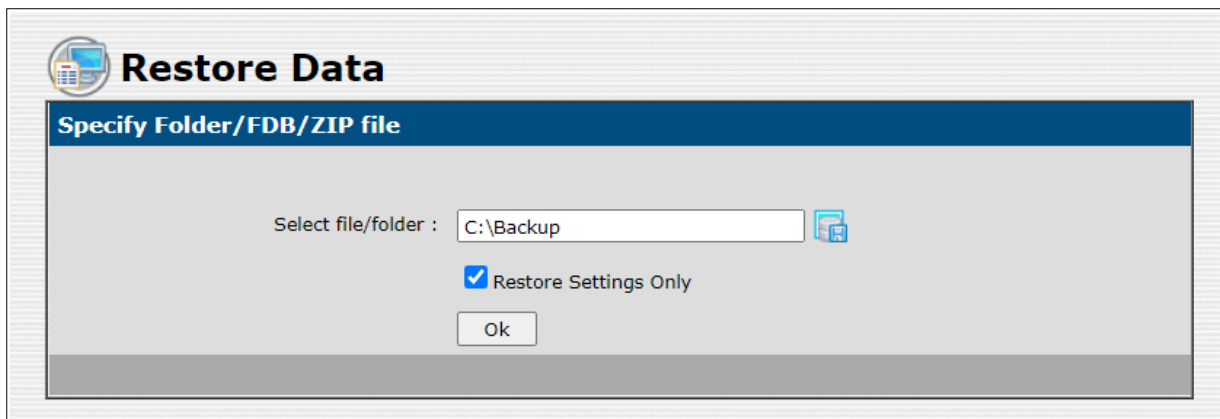 Restore Data
Specify Folder/FDB/ZIP file
Select file/folder : C:\Backup
Restore Settings Only
Ok